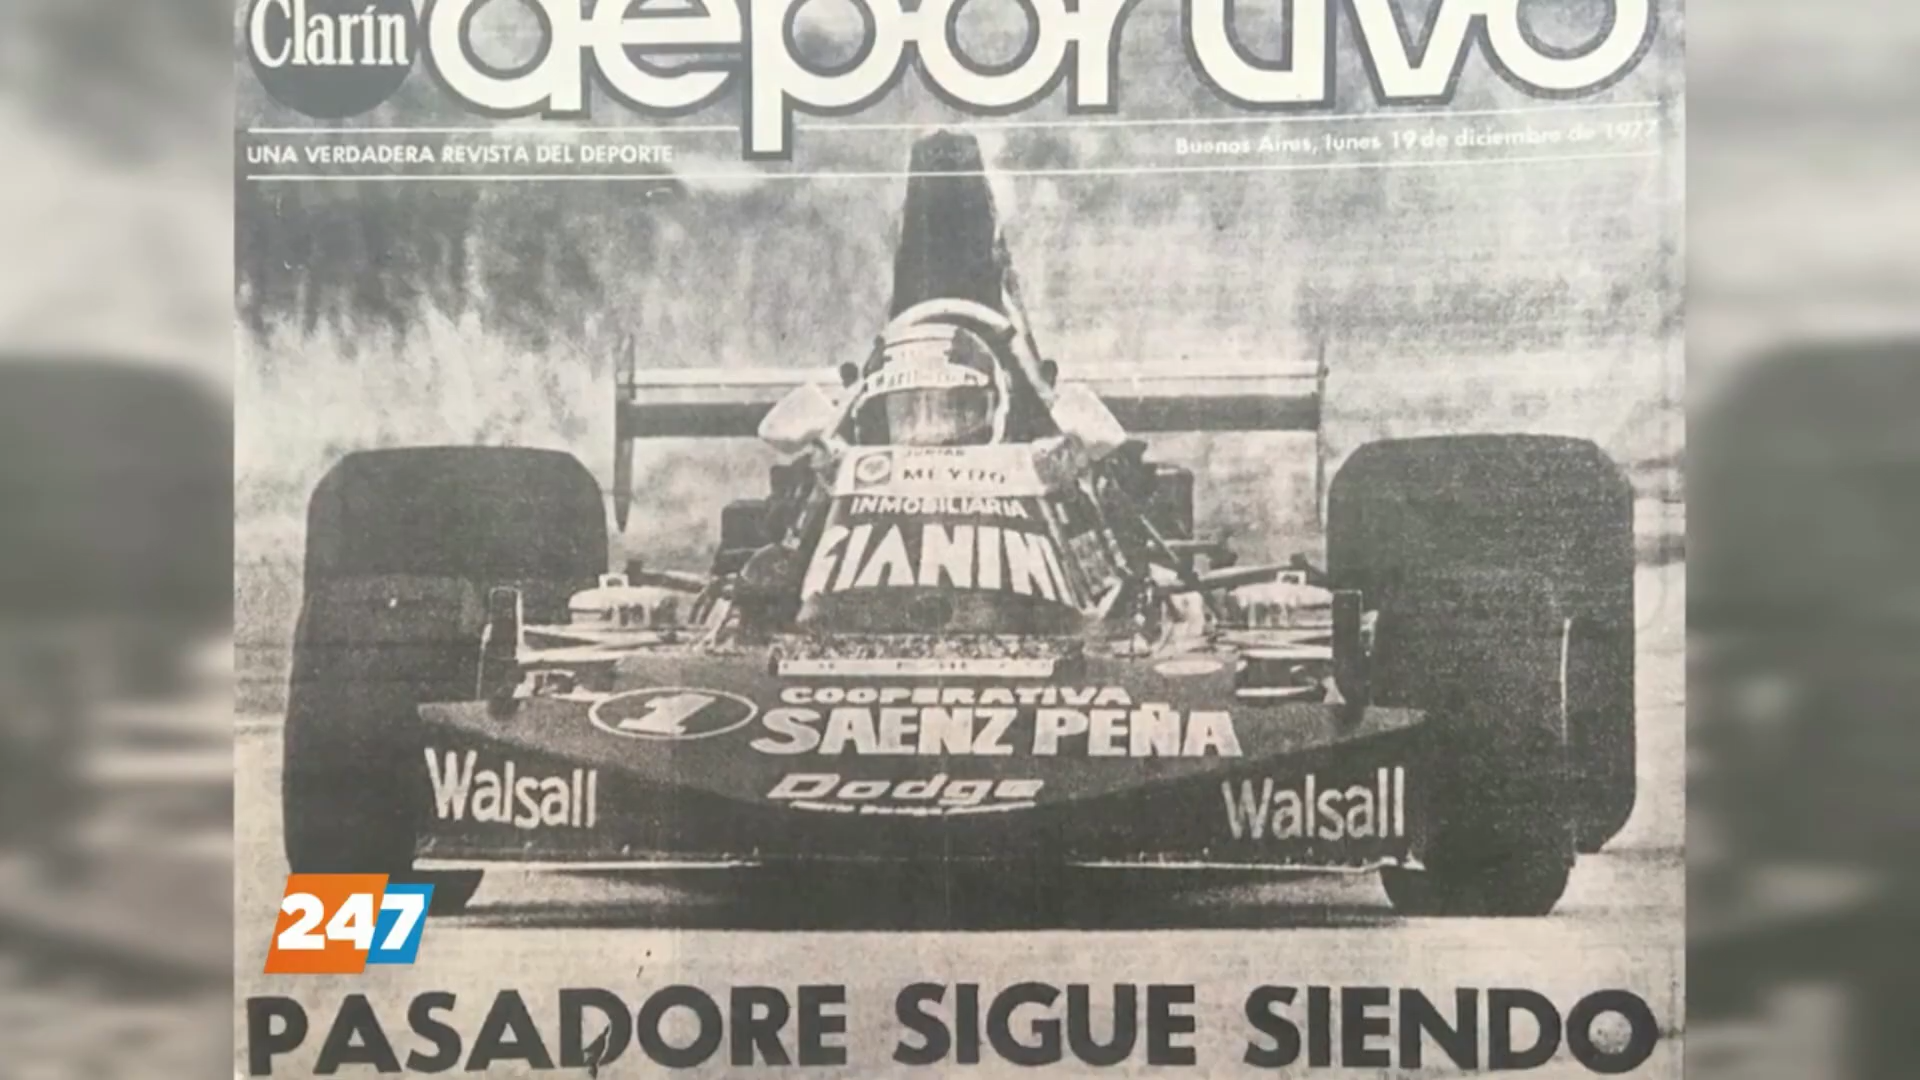 Clarín deportivo
UNA VERDADERA REVISTA DEL DEPORTE
Buenos Aires, lunes 19 de diciembre de 1977
INMOBILIARIA
GIANINI
1 COOPERATIVA
SAENZ PEÑA
Walsall Dodge Walsall
247
PASADORE SIGUE SIENDO